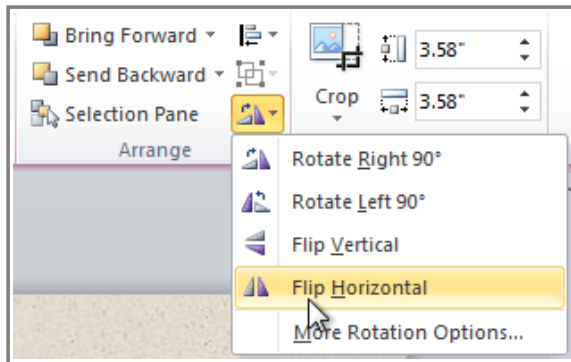 Bring Forward
Send Backward
Selection Pane
Arrange
Crop
3.58"
3.58"
Rotate Right 90°
Rotate Left 90°
Flip Vertical
Flip Horizontal
More Rotation Options...